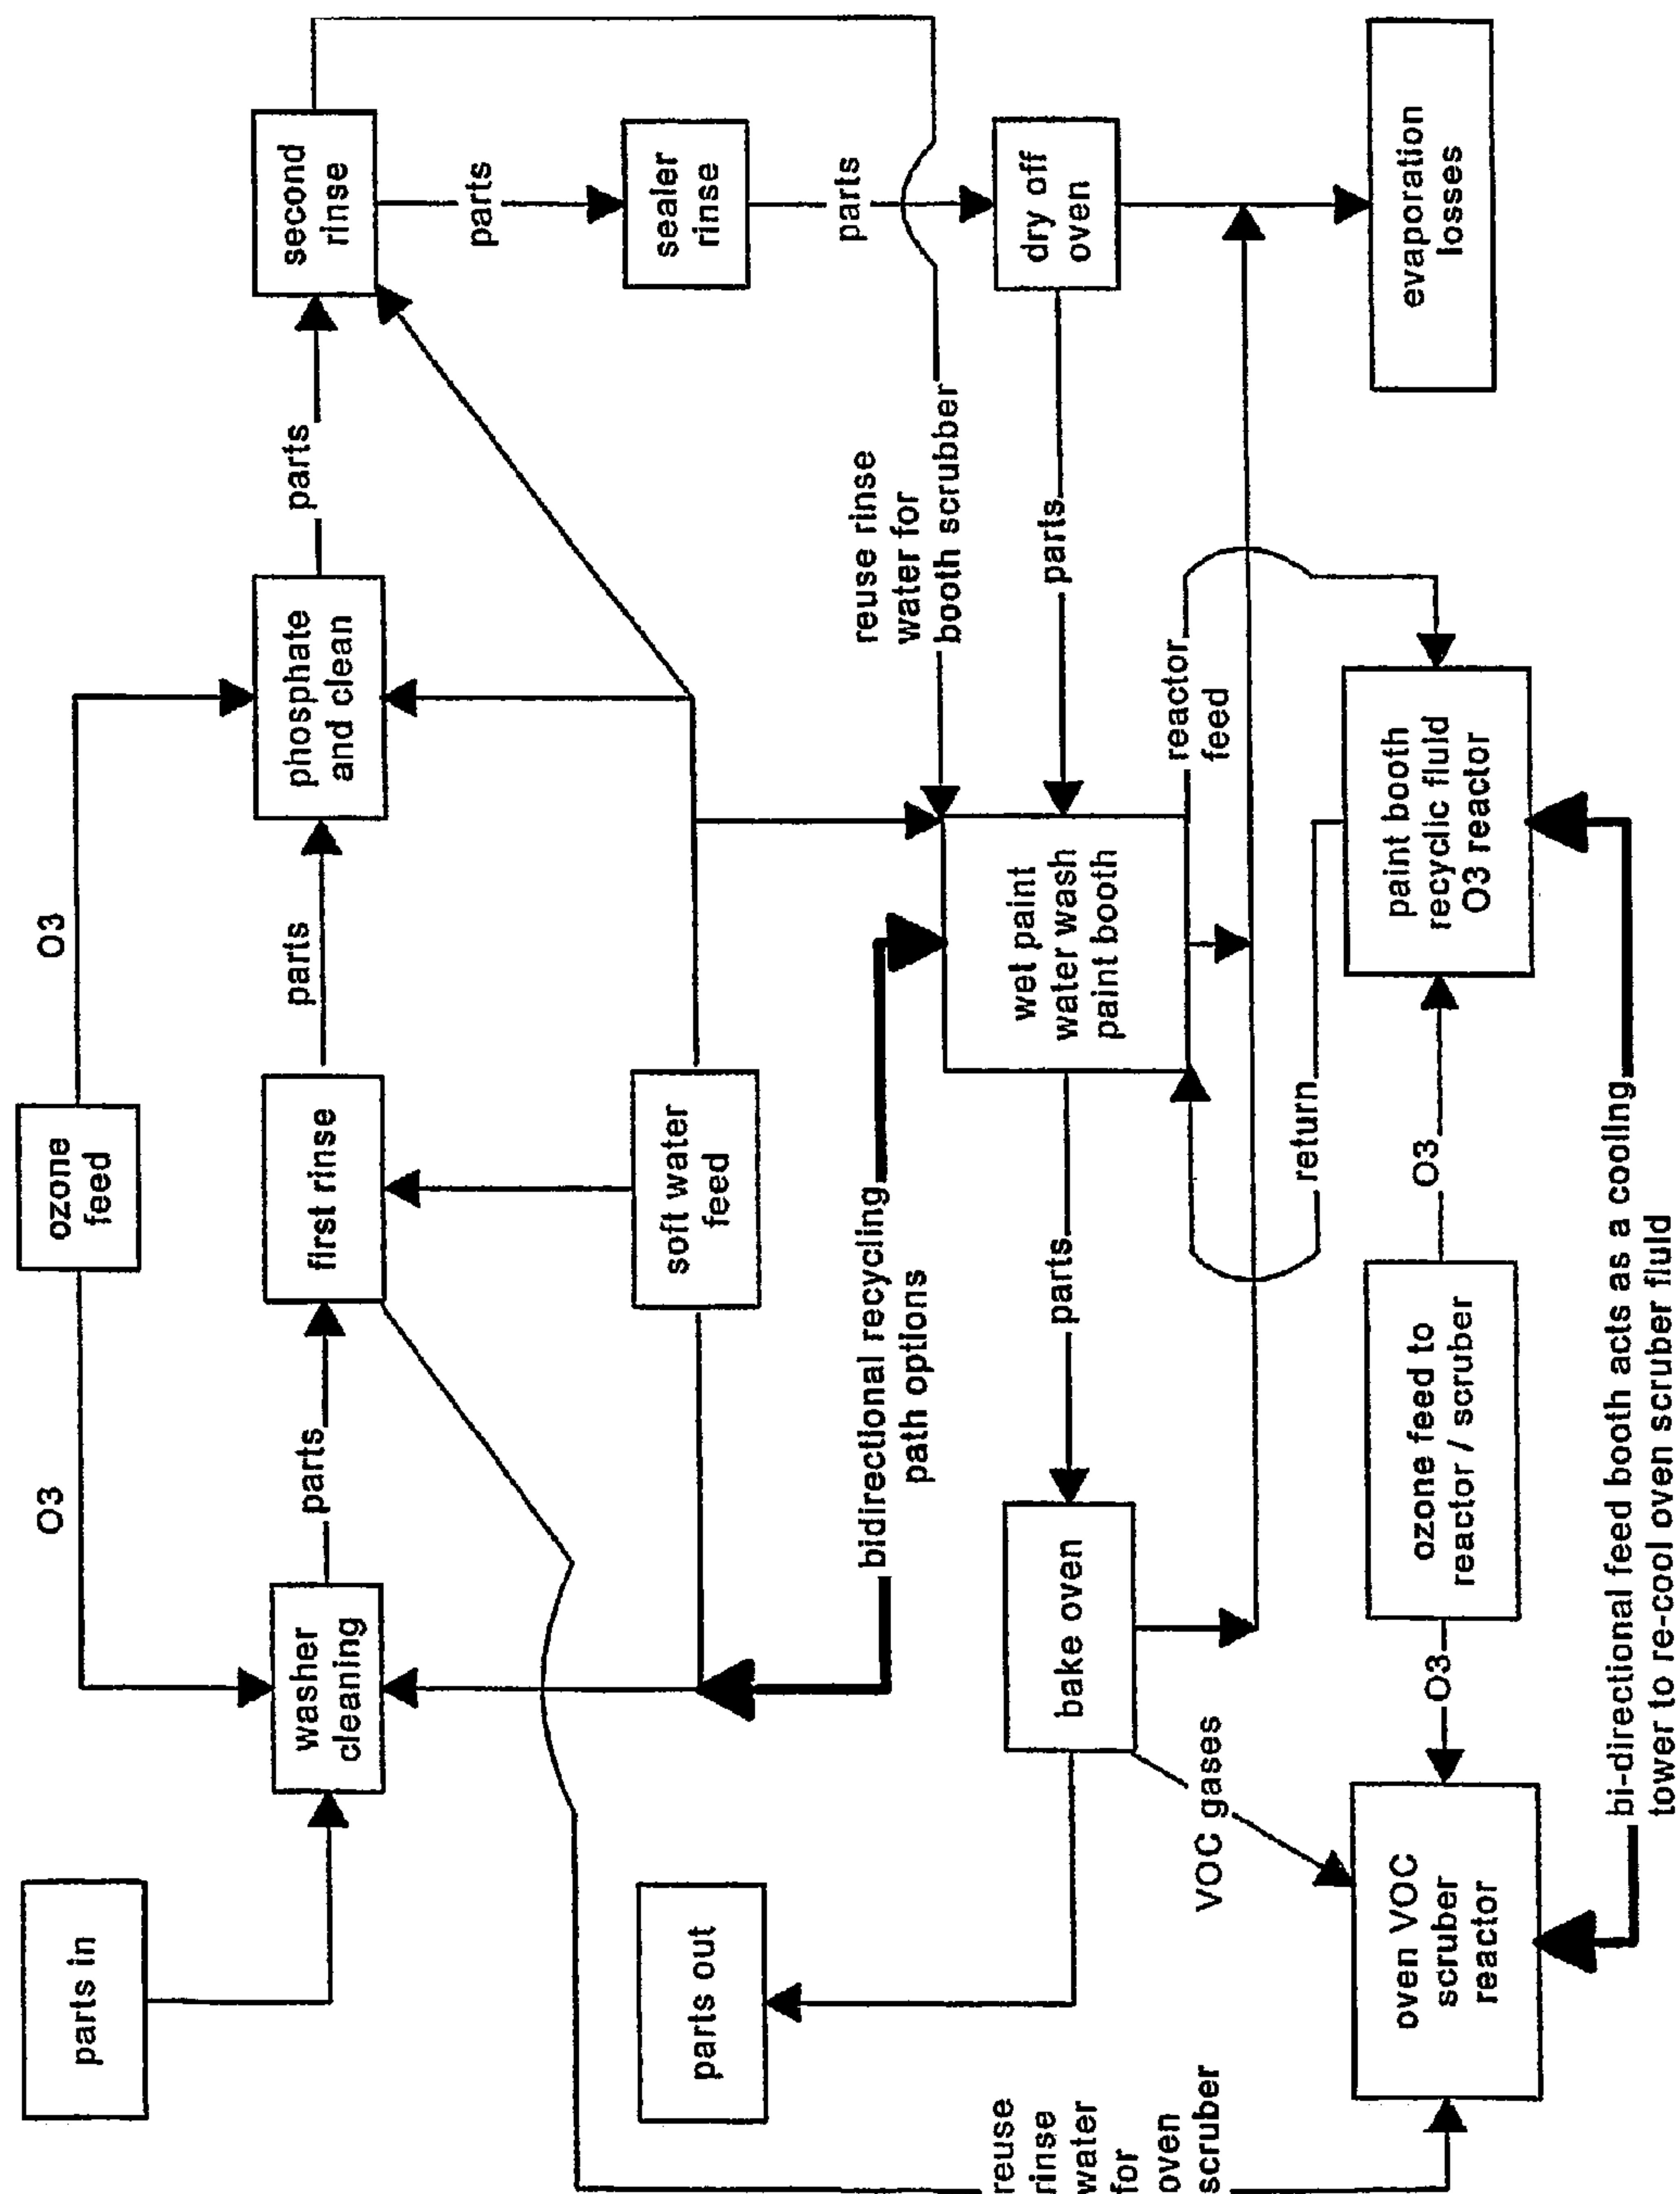 parts in
O3
ozone
feed
O3
washer
cleaning
parts
first rinse
parts
phosphate
and clean
parts
second
rinse
parts
parts out
soft water
feed
sealer
rinse
bidirectional recycling
path options
reuse rinse
water for
booth scrubber
parts
bake oven
parts
wet paint
water wash
paint booth
parts
dry off
oven
reuse
rinse
water
for
oven
scruber
VOC gases
reactor
feed
return
oven VOC
scruber
reactor
O3
ozone feed to
reactor / scrubber
O3
paint booth
recyclic fluid
O3 reactor
evaporation
losses
bi-directional feed booth acts as a cooling
tower to re-cool oven scruber fluid